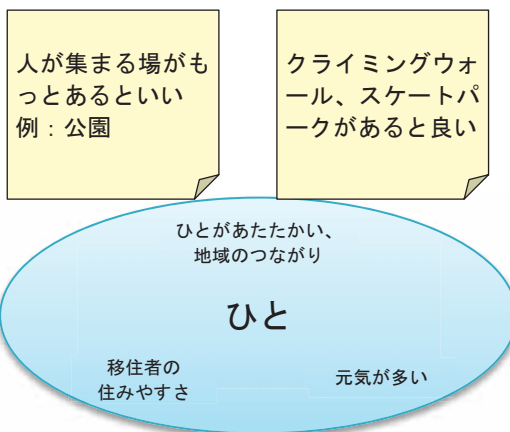 人が集まる場がも
っとあるといい
例：公園
クライミングウォ
ール、スケートパ
ークがあると良い
ひとがあたたかい、
地域のつながり
ひと
移住者の
住みやすさ
元気が多い